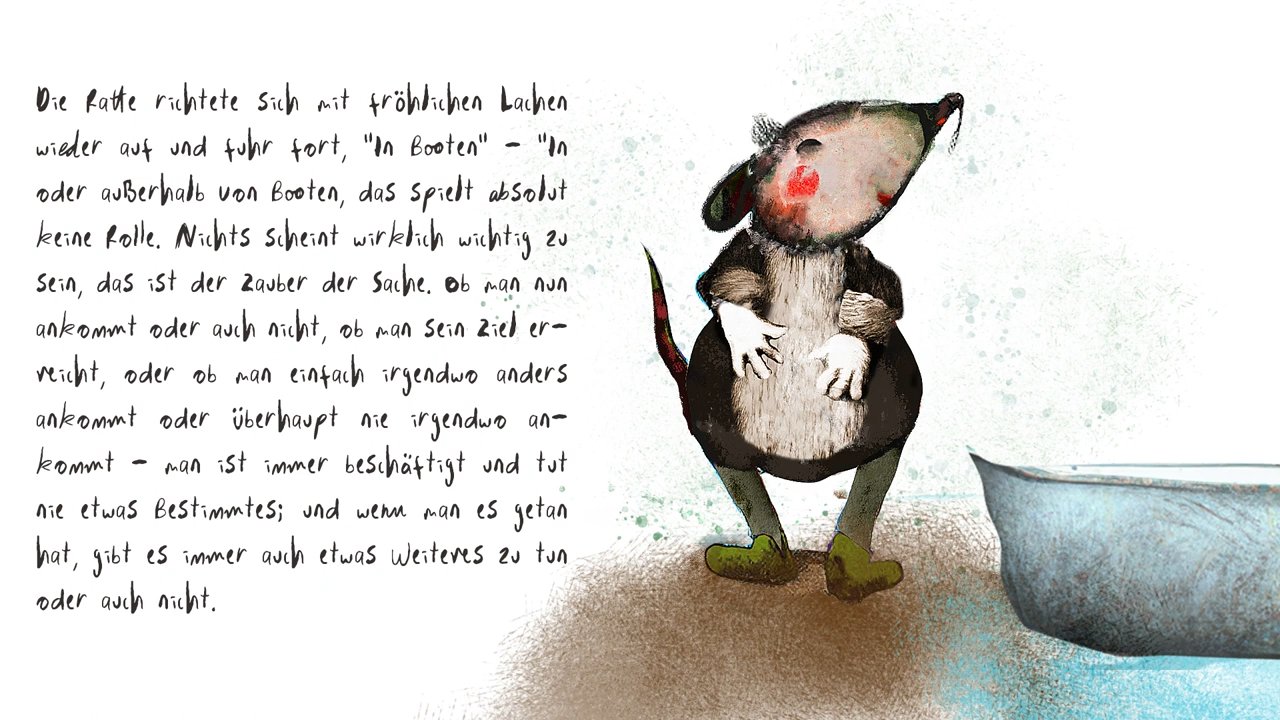 Die Ratte richtete sich mit fröhlichen Lachen
wieder auf und fuhr fort, "In Booten" – "In
oder außerhalb von Booten, das spielt absolut
keine Rolle. Nichts scheint wirklich wichtig zu
sein, das ist der Zauber der Sache. Ob man nun
ankommt oder auch nicht, ob man sein Ziel er-
reicht, oder ob man einfach irgendwo anders
ankommt oder überhaupt nie irgendwo an-
kommt – man ist immer beschäftigt und tut
nie etwas Bestimmtes; und wenn man es getan
hat, gibt es immer auch etwas Weiteres zu tun
oder auch nicht.